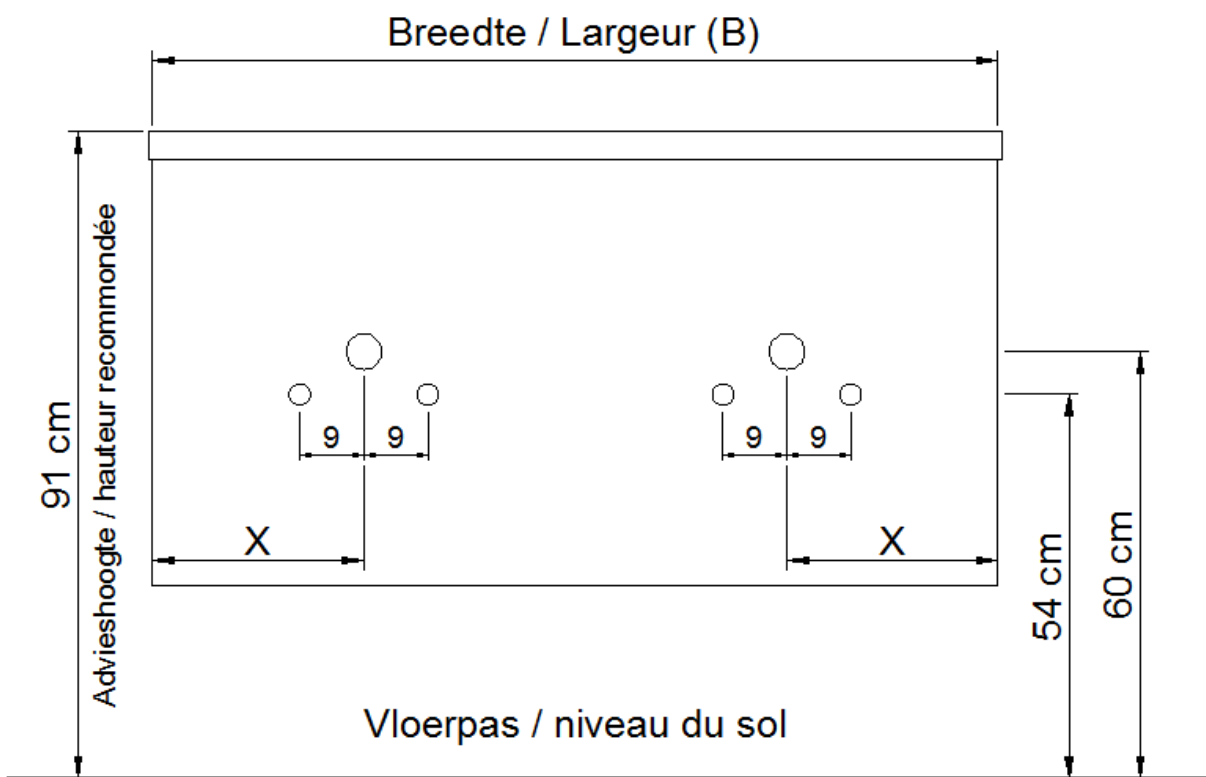 Breedte / Largeur (B)
91 cm
Advieshoogte / hauteur recommondée
9
9
9
9
X
X
54 cm
60 cm
Vloerpas / niveau du sol